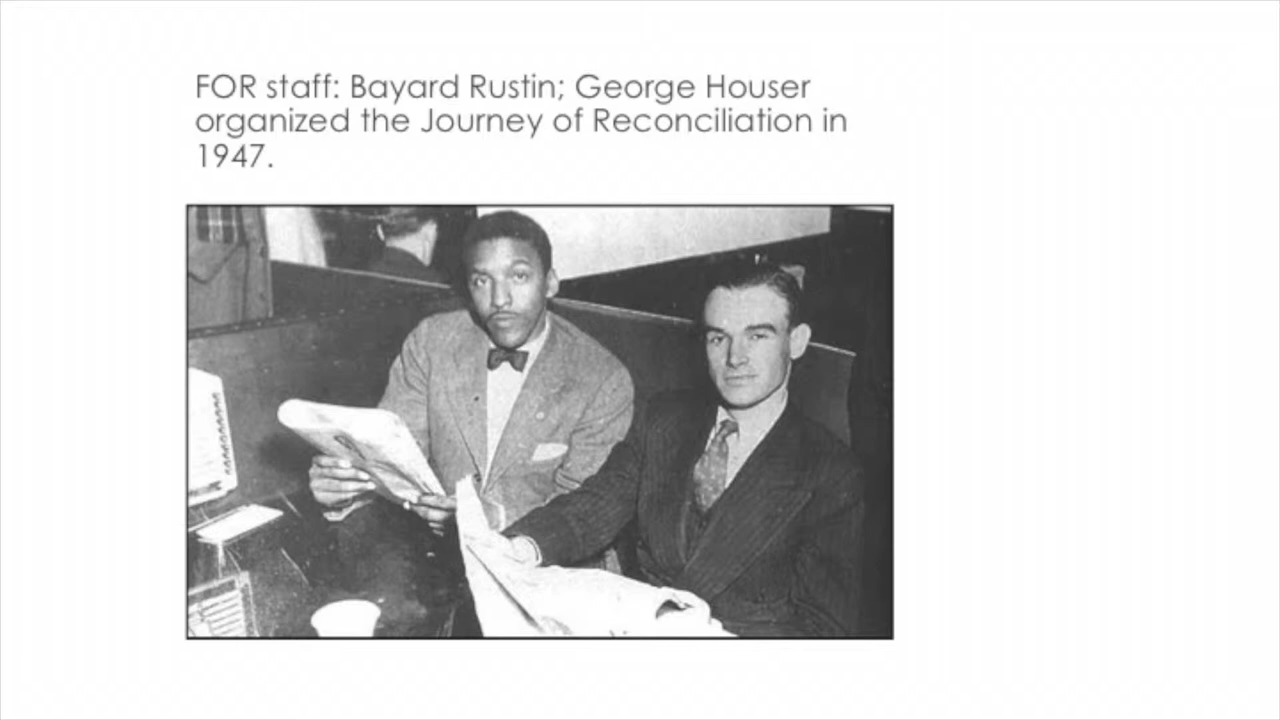 FOR staff: Bayard Rustin; George Houser
organized the Journey of Reconciliation in
1947.